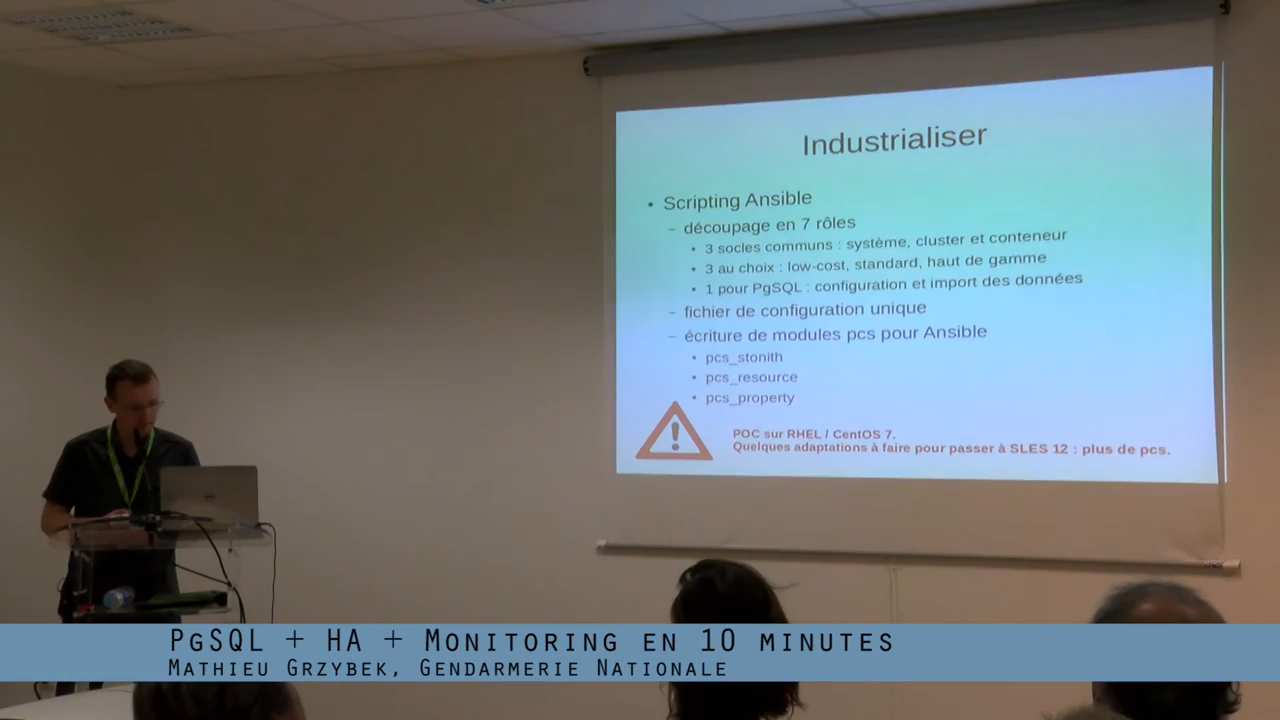 Industrialiser
• Scripting Ansible
– découpage en 7 rôles
• 3 socles communs : système, cluster et conteneur
• 3 au choix : low-cost, standard, haut de gamme
• 1 pour PgSQL : configuration et import des données
– fichier de configuration unique
– écriture de modules pcs pour Ansible
• pcs_stonith
• pcs_resource
• pcs_property
POC sur RHEL / CentOS 7.
Quelques adaptations à faire pour passer à SLES 12 : plus de pcs.
PgSQL + HA + Monitoring en 10 minutes
Mathieu Grzybek, Gendarmerie Nationale